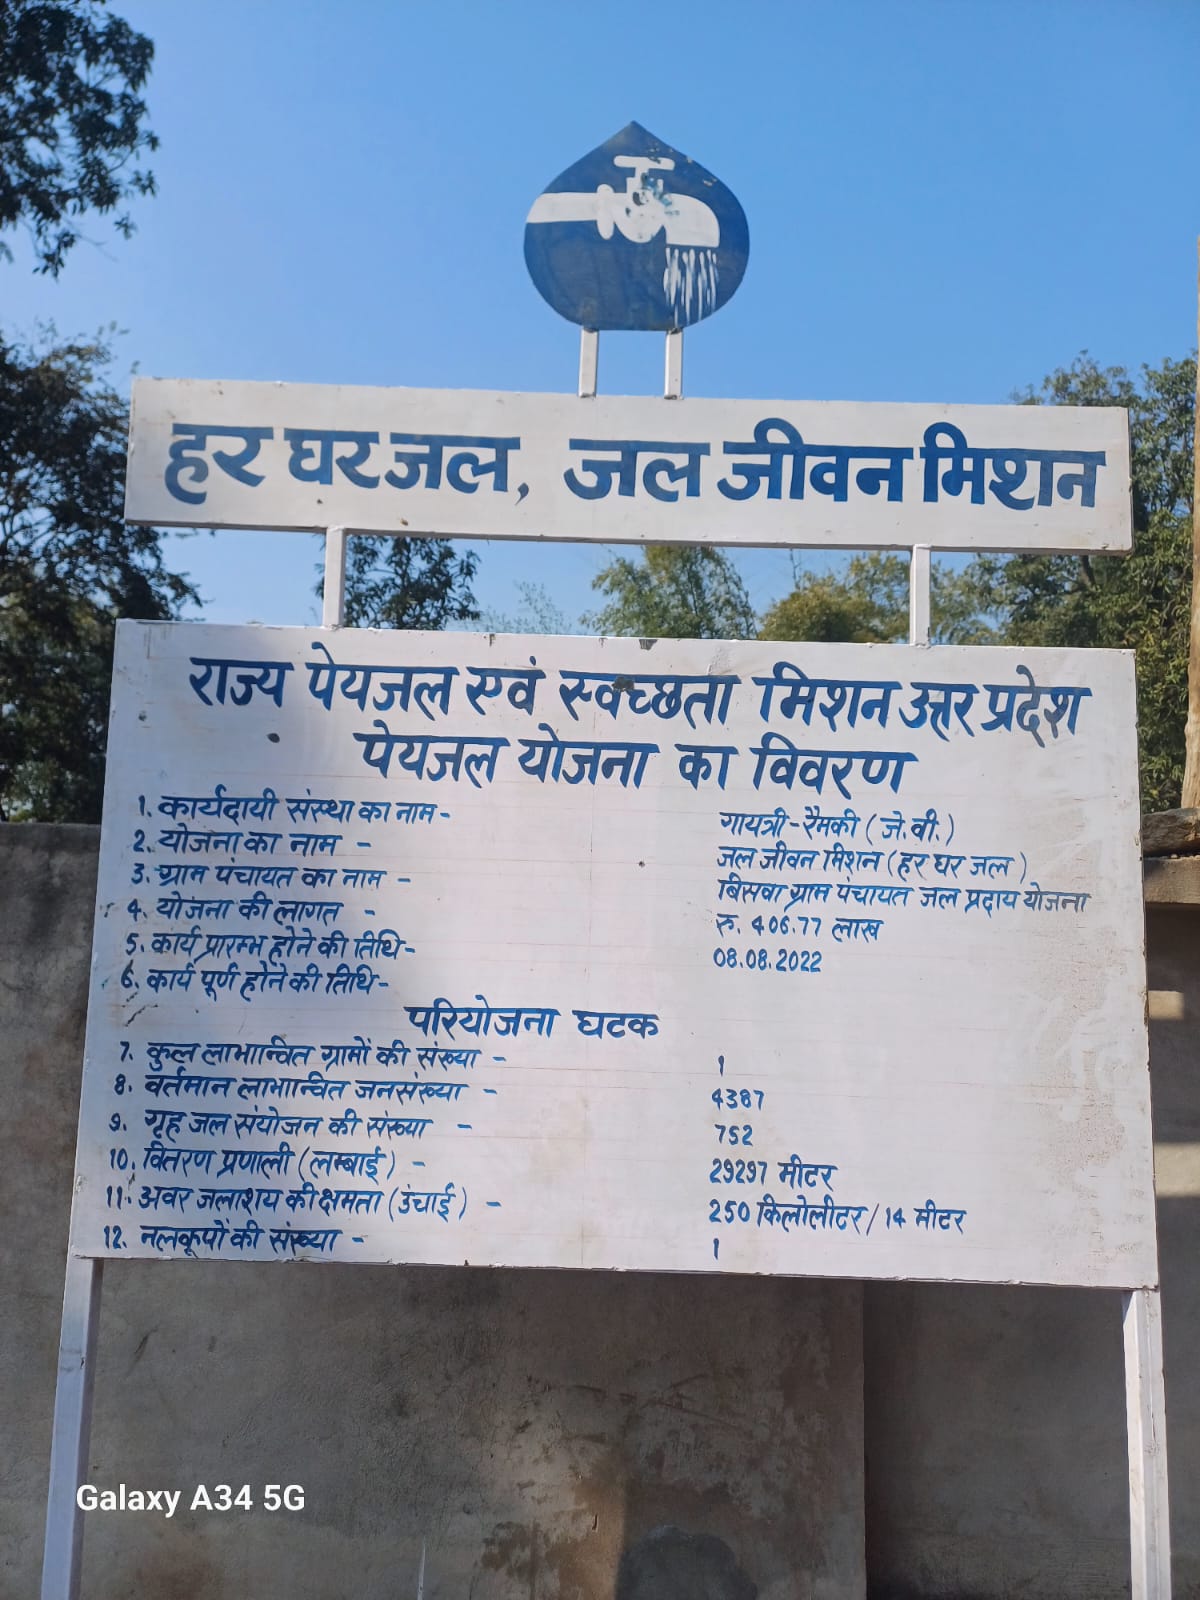 हर घर जल, जल जीवन मिशन
राज्य पेयजल एवं स्वच्छता मिशन उत्तर प्रदेश
पेयजल योजना का विवरण
1. कार्यदायी संस्था का नाम - गायत्री-रैमकी (जे.वी.)
2. योजना का नाम - जल जीवन मिशन (हर घर जल)
3. ग्राम पंचायत का नाम - बिसवा ग्राम पंचायत जल प्रदाय योजना
4. योजना की लागत - रु. 406.77 लाख
5. कार्य प्रारम्भ होने की तिथि- 08.08.2022
6. कार्य पूर्ण होने की तिथि-
परियोजना घटक
7. कुल लाभान्वित ग्रामों की संख्या - 1
8. वर्तमान लाभान्वित जनसंख्या - 4387
9. गृह जल संयोजन की संख्या - 752
10. वितरण प्रणाली (लम्बाई) - 29297 मीटर
11. अवर जलाशय की क्षमता (उंचाई) - 250 किलोलीटर/14 मीटर
12. नलकूपों की संख्या - 1
Galaxy A34 5G